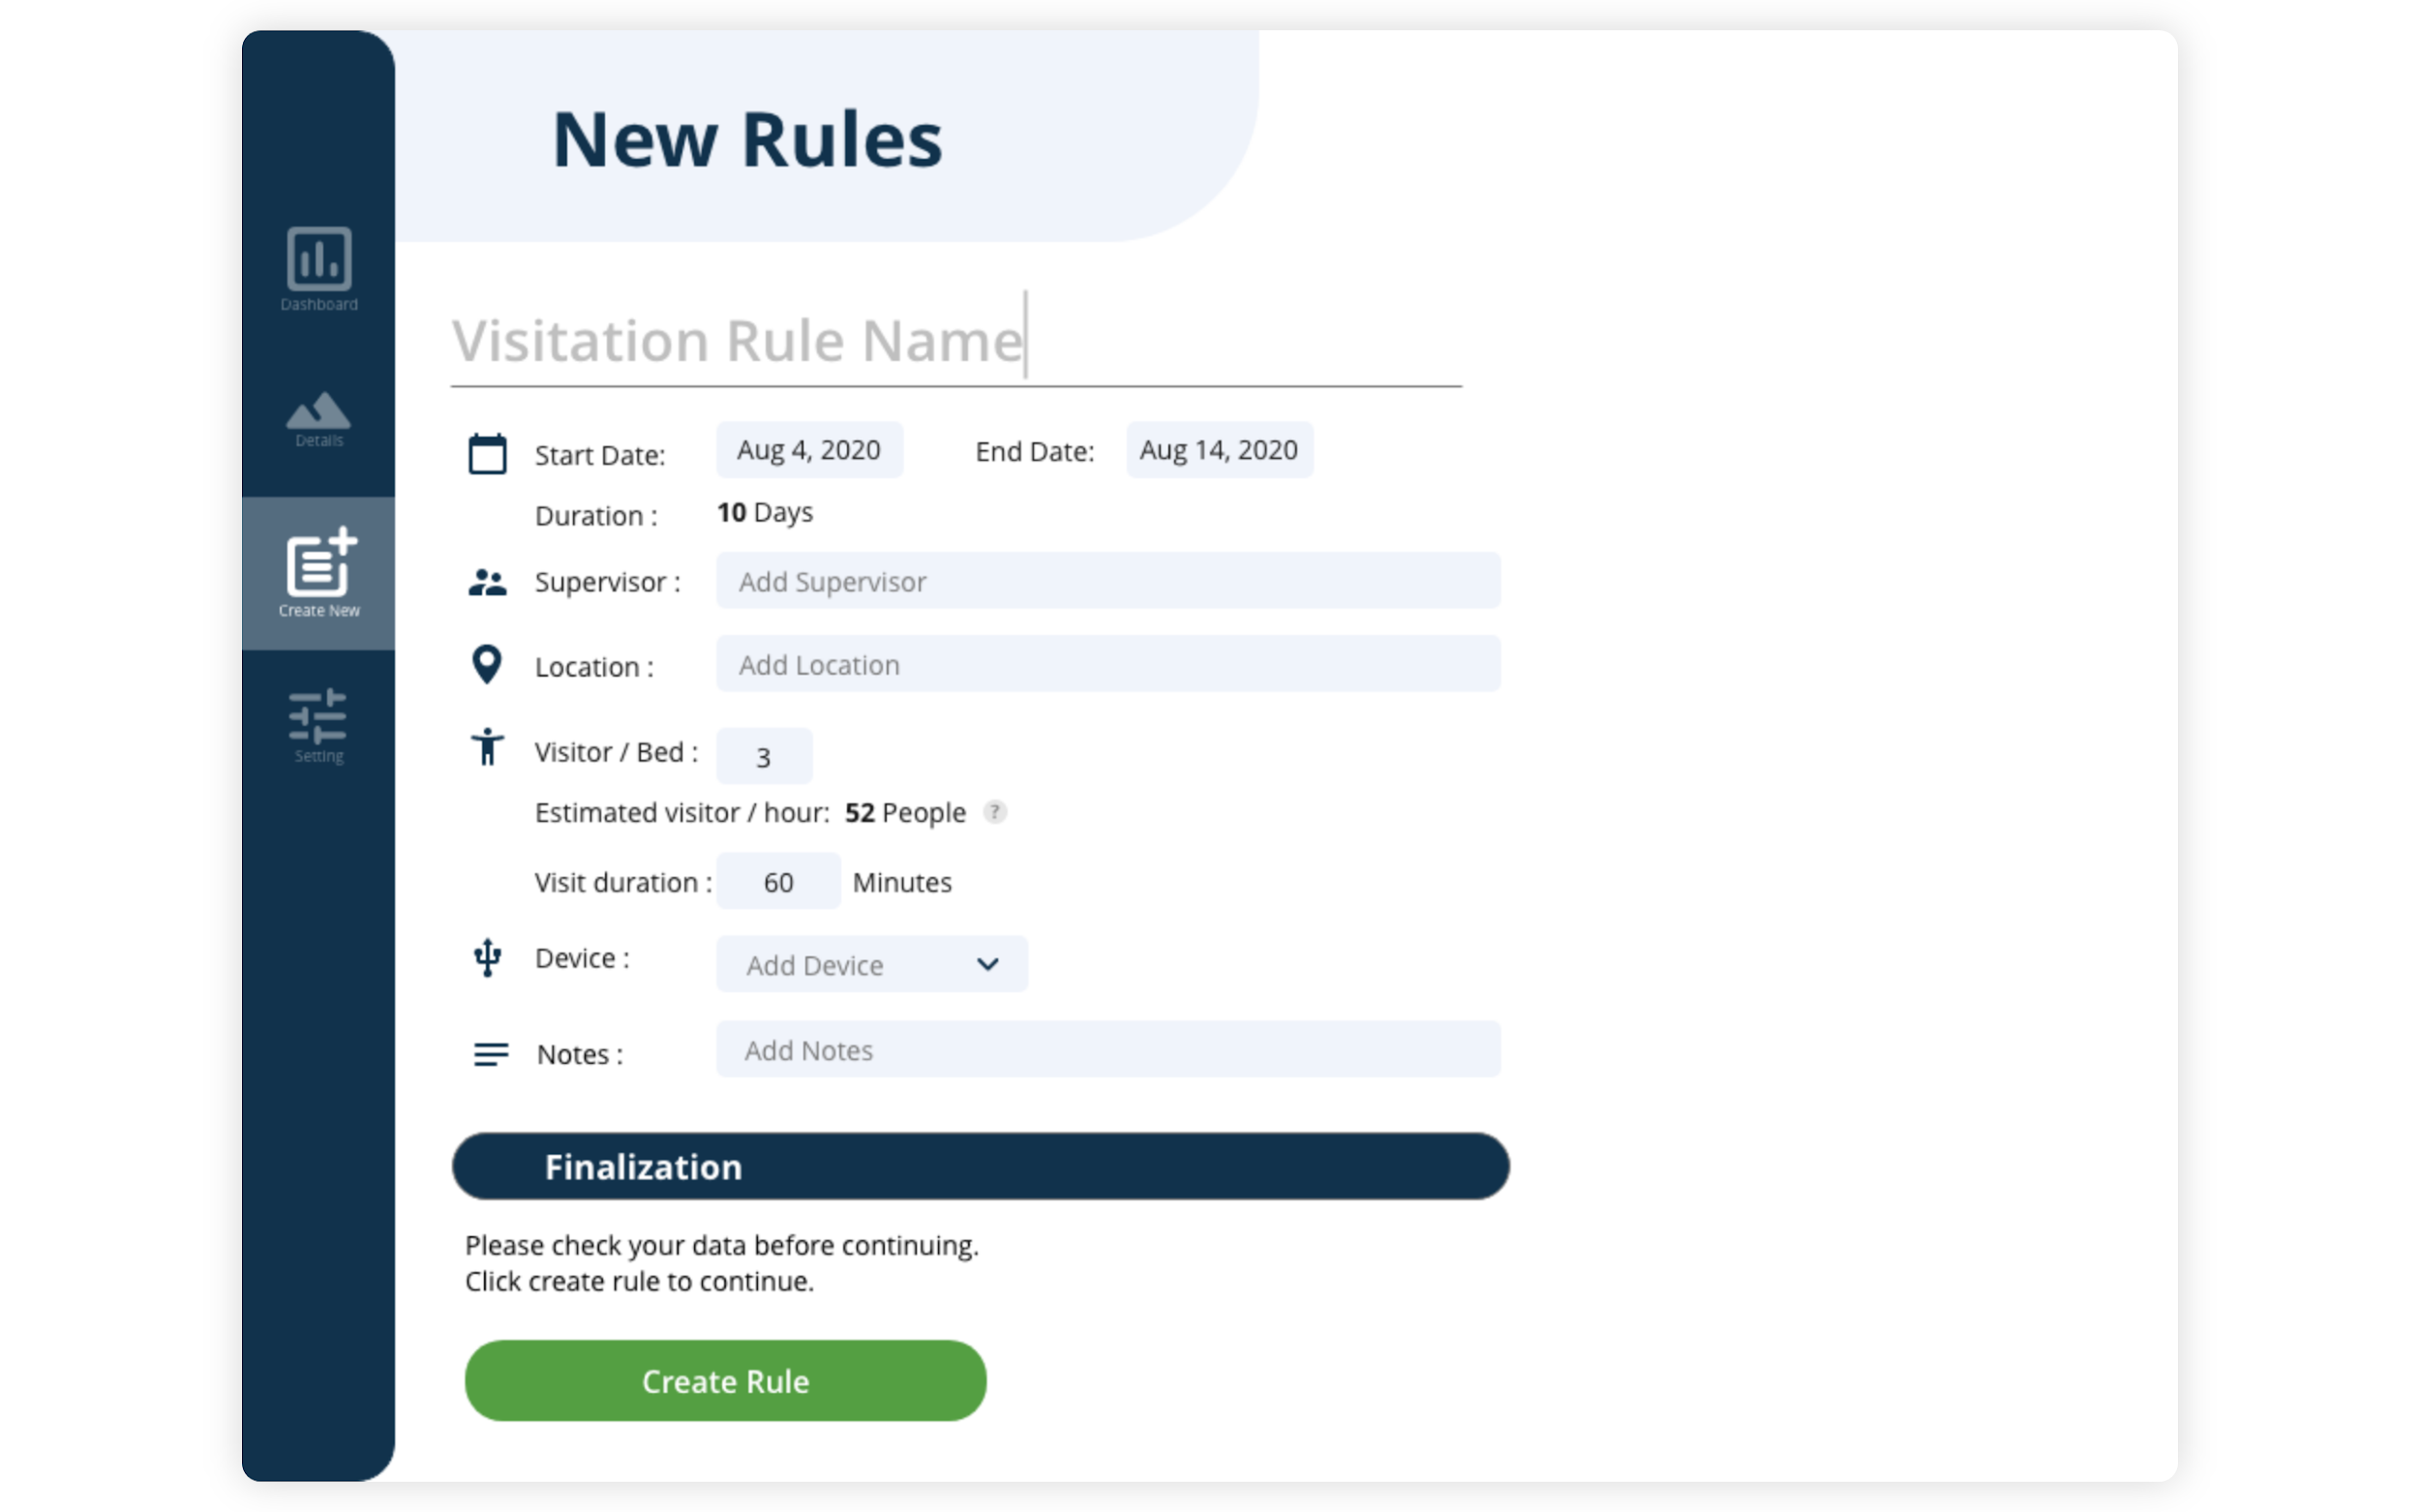 New Rules
Dashboard
Details
Create New
Setting
Visitation Rule Name
Start Date: Aug 4, 2020 End Date: Aug 14, 2020
Duration : 10 Days
Supervisor : Add Supervisor
Location : Add Location
Visitor / Bed : 3
Estimated visitor / hour: 52 People ?
Visit duration : 60 Minutes
Device : Add Device
Notes : Add Notes
Finalization
Please check your data before continuing.
Click create rule to continue.
Create Rule